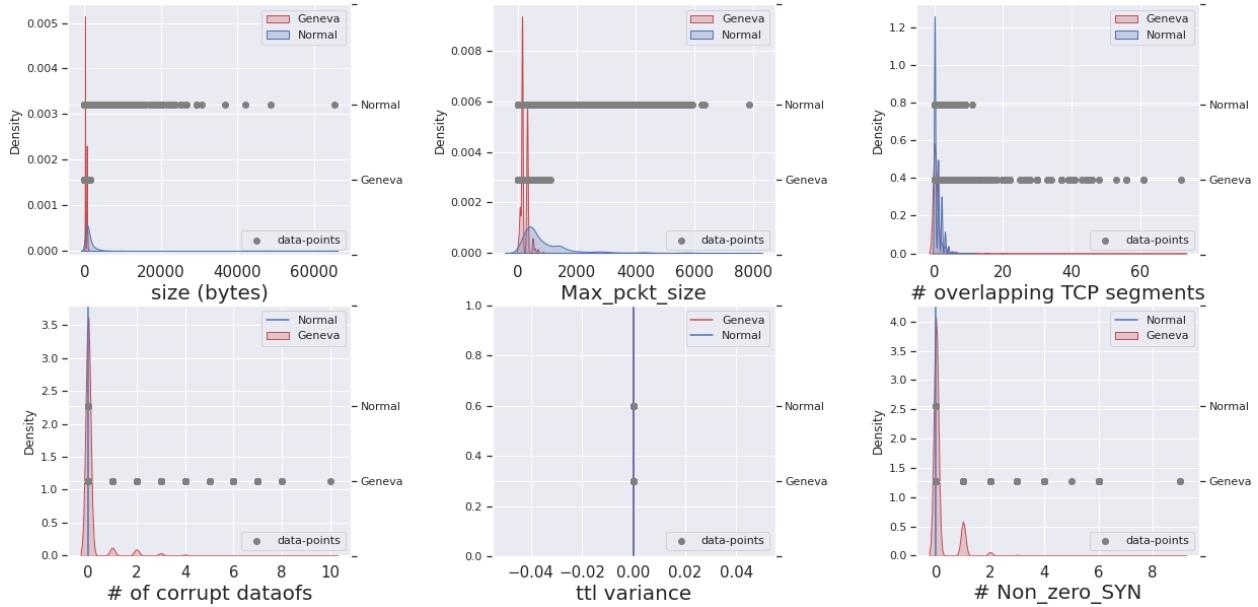 0.005
0.004
0.003
0.002
0.001
0.000
Density
Geneva
Normal
Normal
Geneva
data-points
0 20000 40000 60000
size (bytes)
0.008
0.006
0.004
0.002
0.000
Density
Geneva
Normal
Normal
Geneva
data-points
0 2000 4000 6000 8000
Max_pckt_size
1.2
1.0
0.8
0.6
0.4
0.2
0.0
Density
Geneva
Normal
Normal
Geneva
data-points
0 20 40 60
# overlapping TCP segments
3.5
3.0
2.5
2.0
1.5
1.0
0.5
0.0
Density
Normal
Geneva
Normal
Geneva
data-points
0 2 4 6 8 10
# of corrupt dataofs
1.0
0.8
0.6
0.4
0.2
0.0
Geneva
Normal
Normal
Geneva
data-points
−0.04 −0.02 0.00 0.02 0.04
ttl variance
4.0
3.5
3.0
2.5
2.0
1.5
1.0
0.5
0.0
Density
Normal
Geneva
Normal
Geneva
data-points
0 2 4 6 8
# Non_zero_SYN